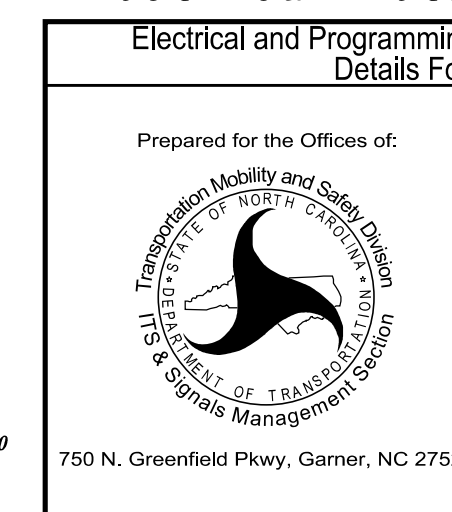 Electrical and Programmin
Details Fo
Prepared for the Offices of:
Transportation Mobility and Safety Division
STATE OF NORTH CAROLINA
DEPARTMENT OF TRANSPORTATION
ITS & Signals Management Section
750 N. Greenfield Pkwy, Garner, NC 275